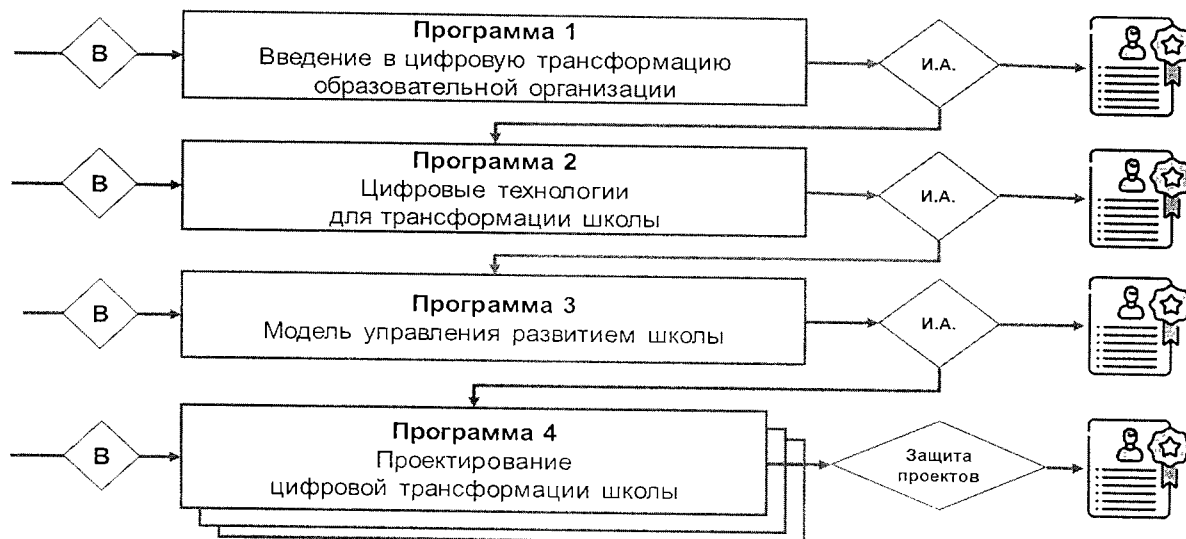 В
Программа 1
Введение в цифровую трансформацию
образовательной организации
И.А.
В
Программа 2
Цифровые технологии
для трансформации школы
И.А.
В
Программа 3
Модель управления развитием школы
И.А.
В
Программа 4
Проектирование
цифровой трансформации школы
Защита
проектов